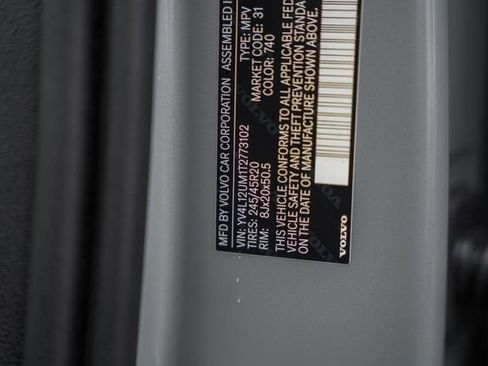 MFD BY VOLVO CAR CORPORATION ASSEMBLED I
VIN: YV4L12UM1T2773102 TYPE: MPV
TIRES: 245/45R20 MARKET CODE: 31
RIM: 8Jx20x50.5 COLOR: 740
THIS VEHICLE CONFORMS TO ALL APPLICABLE FED
VEHICLE SAFETY AND THEFT PREVENTION STANDA
ON THE DATE OF MANUFACTURE SHOWN ABOVE.
VOLVO